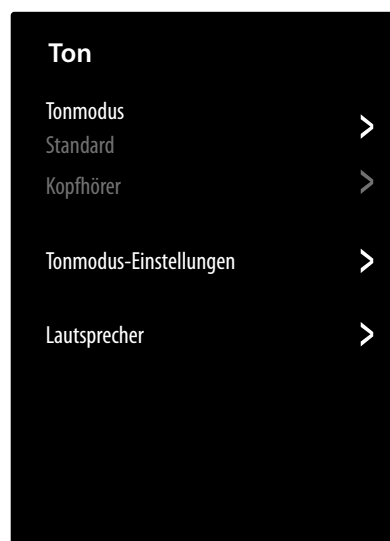 Ton
Tonmodus
Standard
Kopfhörer
Tonmodus-Einstellungen
Lautsprecher